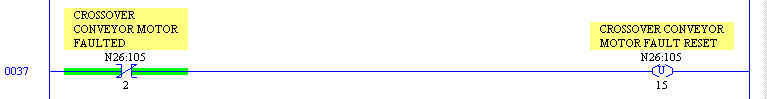 CROSSOVER
CONVEYOR MOTOR
FAULTED
CROSSOVER CONVEYOR
MOTOR FAULT RESET
N26:105
N26:105
0037
U
2
15